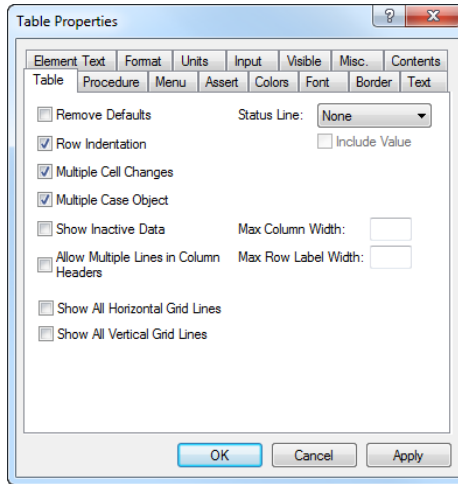 Table Properties
?
Element Text Format Units Input Visible Misc. Contents
Table Procedure Menu Assert Colors Font Border Text
Remove Defaults Status Line: None
Row Indentation Include Value
Multiple Cell Changes
Multiple Case Object
Show Inactive Data Max Column Width:
Allow Multiple Lines in Column Max Row Label Width:
Headers
Show All Horizontal Grid Lines
Show All Vertical Grid Lines
OK Cancel Apply